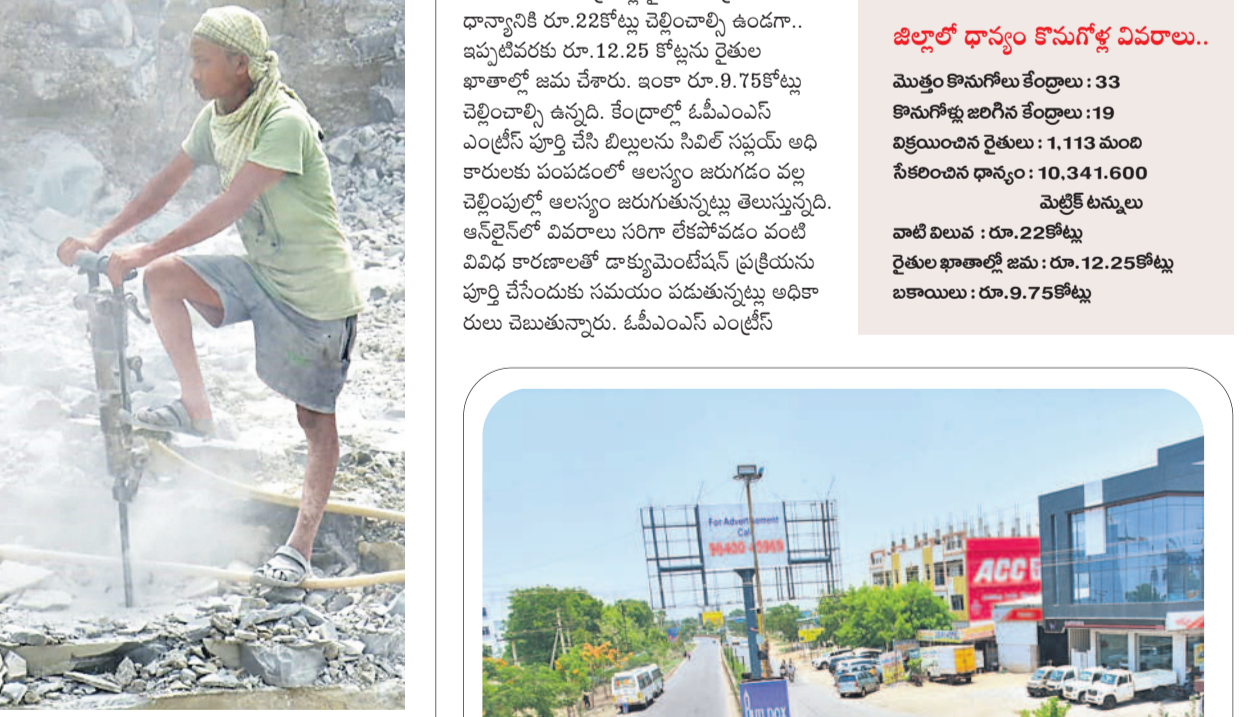 ధాన్యానికి రూ.22కోట్లు చెల్లించాల్సి ఉండగా..
ఇప్పటివరకు రూ.12.25 కోట్లను రైతుల
ఖాతాల్లో జమ చేశారు. ఇంకా రూ.9.75కోట్లు
చెల్లించాల్సి ఉన్నది. కేంద్రాల్లో ఓపీఎంఎస్
ఎంట్రీస్ పూర్తి చేసి బిల్లులను సివిల్ సప్లయ్ అధి
కారులకు పంపడంలో ఆలస్యం జరుగడం వల్ల
చెల్లింపుల్లో ఆలస్యం జరుగుతున్నట్లు తెలుస్తున్నది.
ఆన్‌లైన్‌లో వివరాలు సరిగా లేకపోవడం వంటి
వివిధ కారణాలతో డాక్యుమెంటేషన్ ప్రక్రియను
పూర్తి చేసేందుకు సమయం పడుతున్నట్లు అధికా
రులు చెబుతున్నారు. ఓపీఎంఎస్ ఎంట్రీస్
జిల్లాలో ధాన్యం కొనుగోళ్ల వివరాలు..
మొత్తం కొనుగోలు కేంద్రాలు : 33
కొనుగోళ్లు జరిగిన కేంద్రాలు :19
విక్రయించిన రైతులు : 1,113 మంది
సేకరించిన ధాన్యం : 10,341.600
మెట్రిక్ టన్నులు
వాటి విలువ : రూ.22కోట్లు
రైతుల ఖాతాల్లో జమ : రూ.12.25కోట్లు
బకాయిలు : రూ.9.75కోట్లు
For Advertisement
Call
ACC